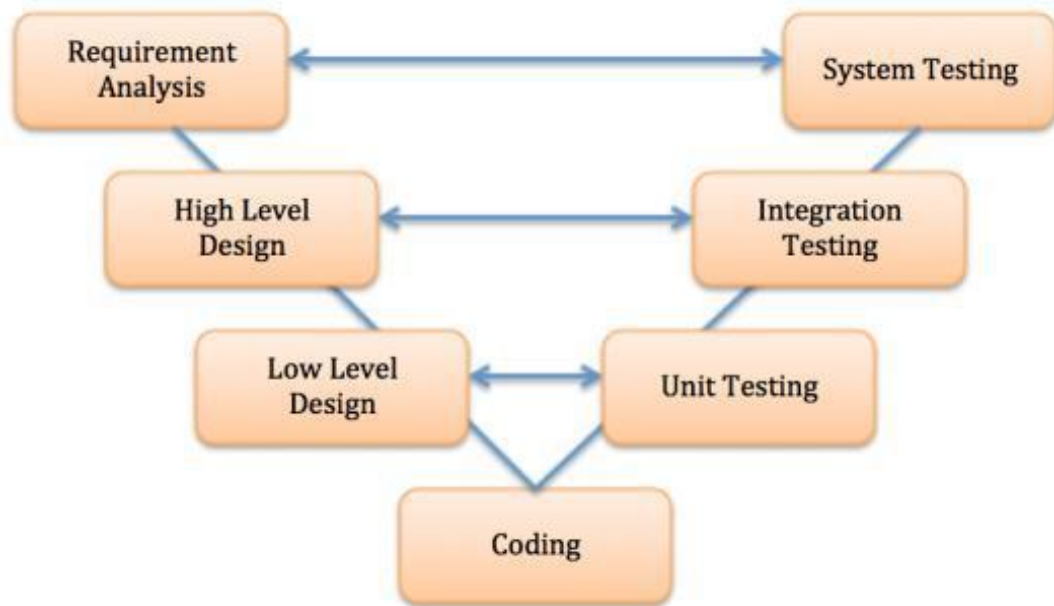 Requirement
Analysis
System Testing
High Level
Design
Integration
Testing
Low Level
Design
Unit Testing
Coding